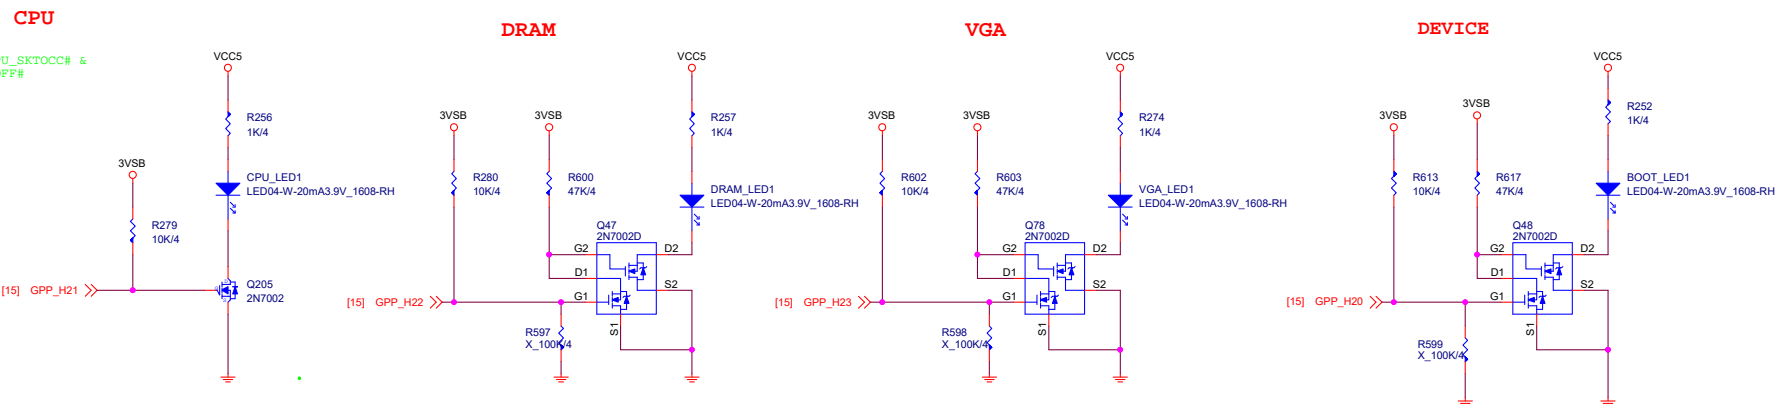 CPU
PU_SKTOCC# &
OFF#
VCC5
R256
1K/4
3VSB
CPU_LED1
LED04-W-20mA3.9V_1608-RH
R279
10K/4
[15] GPP_H21
Q205
2N7002
DRAM
VCC5
3VSB
3VSB
R257
1K/4
R280
10K/4
R600
47K/4
DRAM_LED1
LED04-W-20mA3.9V_1608-RH
Q47
2N7002D
G2
D2
D1
S2
[15] GPP_H22
G1
S1
R597
X_100K/4
VGA
VCC5
3VSB
3VSB
R274
1K/4
R602
10K/4
R603
47K/4
VGA_LED1
LED04-W-20mA3.9V_1608-RH
Q78
2N7002D
G2
D2
D1
S2
[15] GPP_H23
G1
S1
R598
X_100K/4
DEVICE
VCC5
3VSB
3VSB
R252
1K/4
R613
10K/4
R617
47K/4
BOOT_LED1
LED04-W-20mA3.9V_1608-RH
Q48
2N7002D
G2
D2
D1
S2
[15] GPP_H20
G1
S1
R599
X_100K/4